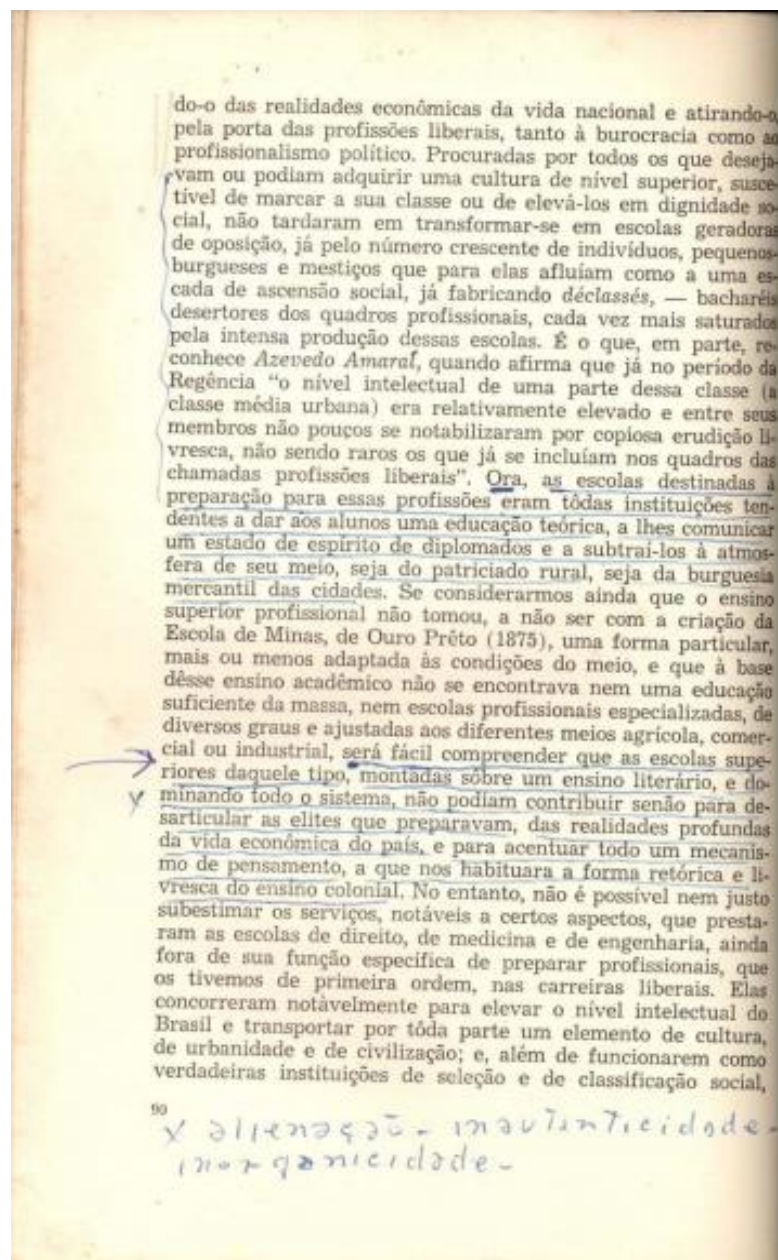 do-o das realidades econômicas da vida nacional e atirando-o,
pela porta das profissões liberais, tanto à burocracia como ao
profissionalismo político. Procuradas por todos os que deseja-
vam ou podiam adquirir uma cultura de nível superior, susce-
tível de marcar a sua classe ou de elevá-los em dignidade so-
cial, não tardaram em transformar-se em escolas geradoras
de oposição, já pelo número crescente de indivíduos, pequenos-
burgueses e mestiços que para elas afluíam como a uma es-
cada de ascensão social, já fabricando déclassés, — bacharéis
desertores dos quadros profissionais, cada vez mais saturados
pela intensa produção dessas escolas. É o que, em parte, re-
conhece Azevedo Amaral, quando afirma que já no período da
Regência “o nível intelectual de uma parte dessa classe (a
classe média urbana) era relativamente elevado e entre seus
membros não poucos se notabilizaram por copiosa erudição li-
vresca, não sendo raros os que já se incluíam nos quadros das
chamadas profissões liberais”. Ora, as escolas destinadas à
preparação para essas profissões eram tôdas instituições ten-
dentes a dar aos alunos uma educação teórica, a lhes comunicar
um estado de espírito de diplomados e a subtraí-los à atmos-
fera de seu meio, seja do patriciado rural, seja da burguesia
mercantil das cidades. Se considerarmos ainda que o ensino
superior profissional não tomou, a não ser com a criação da
Escola de Minas, de Ouro Prêto (1875), uma forma particular,
mais ou menos adaptada às condições do meio, e que à base
dêsse ensino acadêmico não se encontrava nem uma educação
suficiente da massa, nem escolas profissionais especializadas, de
diversos graus e ajustadas aos diferentes meios agrícola, comer-
cial ou industrial, será fácil compreender que as escolas supe-
riores daquele tipo, montadas sôbre um ensino literário, e do-
minando todo o sistema, não podiam contribuir senão para de-
sarticular as elites que preparavam, das realidades profundas
da vida econômica do país, e para acentuar todo um mecanis-
mo de pensamento, a que nos habituara a forma retórica e li-
vresca do ensino colonial. No entanto, não é possível nem justo
subestimar os serviços, notáveis a certos aspectos, que presta-
ram as escolas de direito, de medicina e de engenharia, ainda
fora de sua função específica de preparar profissionais, que
os tivemos de primeira ordem, nas carreiras liberais. Elas
concorreram notàvelmente para elevar o nível intelectual do
Brasil e transportar por tôda parte um elemento de cultura,
de urbanidade e de civilização; e, além de funcionarem como
verdadeiras instituições de seleção e de classificação social,
90
x alienação - inautenticidade -
inorganicidade -